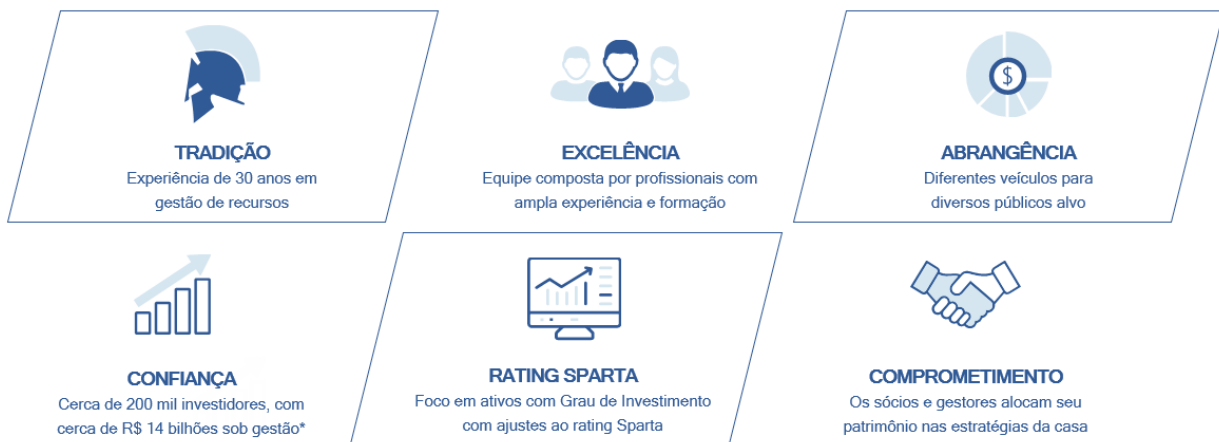 $
TRADIÇÃO
Experiência de 30 anos em
gestão de recursos
EXCELÊNCIA
Equipe composta por profissionais com
ampla experiência e formação
ABRANGÊNCIA
Diferentes veículos para
diversos públicos alvo
CONFIANÇA
Cerca de 200 mil investidores, com
cerca de R$ 14 bilhões sob gestão*
RATING SPARTA
Foco em ativos com Grau de Investimento
com ajustes ao rating Sparta
COMPROMETIMENTO
Os sócios e gestores alocam seu
patrimônio nas estratégias da casa